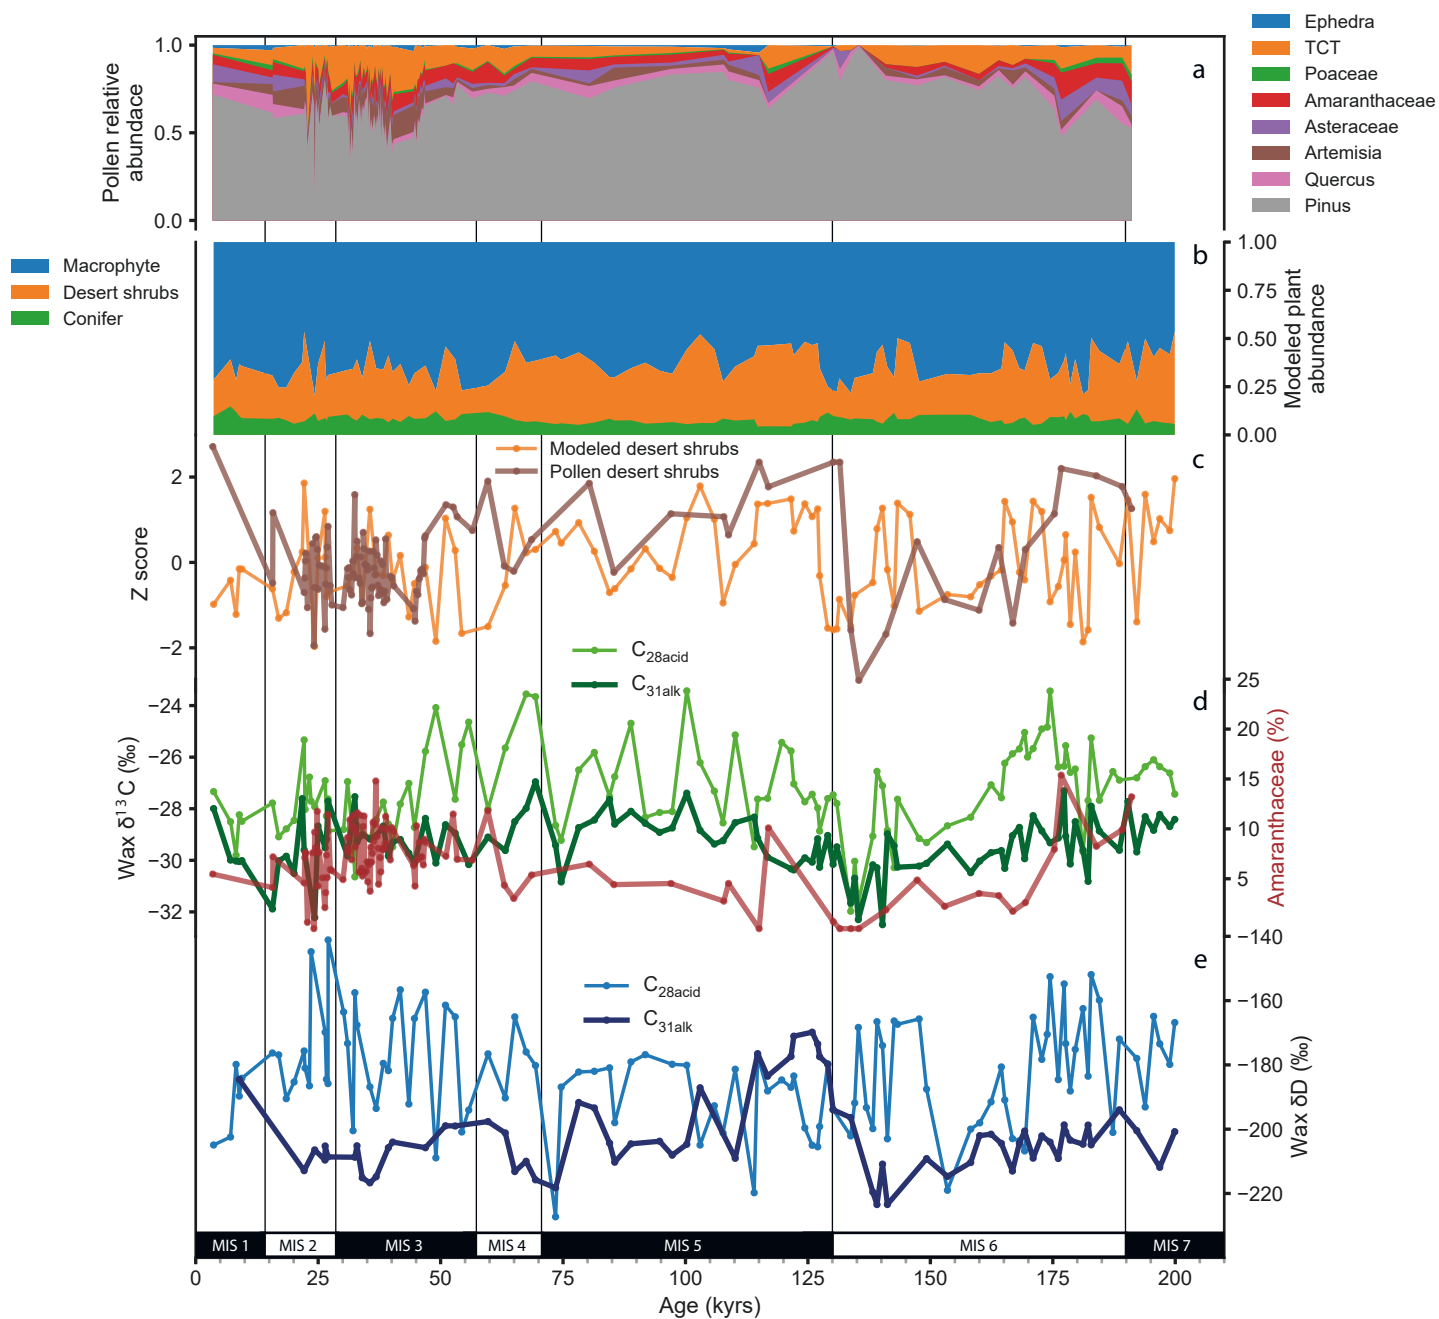 a
Ephedra
TCT
Poaceae
Amaranthaceae
Asteraceae
Artemisia
Quercus
Pinus
Pollen relative
abundace
1.0
0.5
0.0
b
Macrophyte
Desert shrubs
Conifer
1.00
0.75
0.50
0.25
0.00
Modeled plant
abundance
c
Modeled desert shrubs
Pollen desert shrubs
Z score
2
0
−2
d
C28acid
C31alk
Wax δ13C (‰)
−24
−26
−28
−30
−32
25
20
15
10
5
Amaranthaceae (%)
e
C28acid
C31alk
−140
−160
−180
−200
−220
Wax δD (‰)
MIS 1
MIS 2
MIS 3
MIS 4
MIS 5
MIS 6
MIS 7
0
25
50
75
100
125
150
175
200
Age (kyrs)